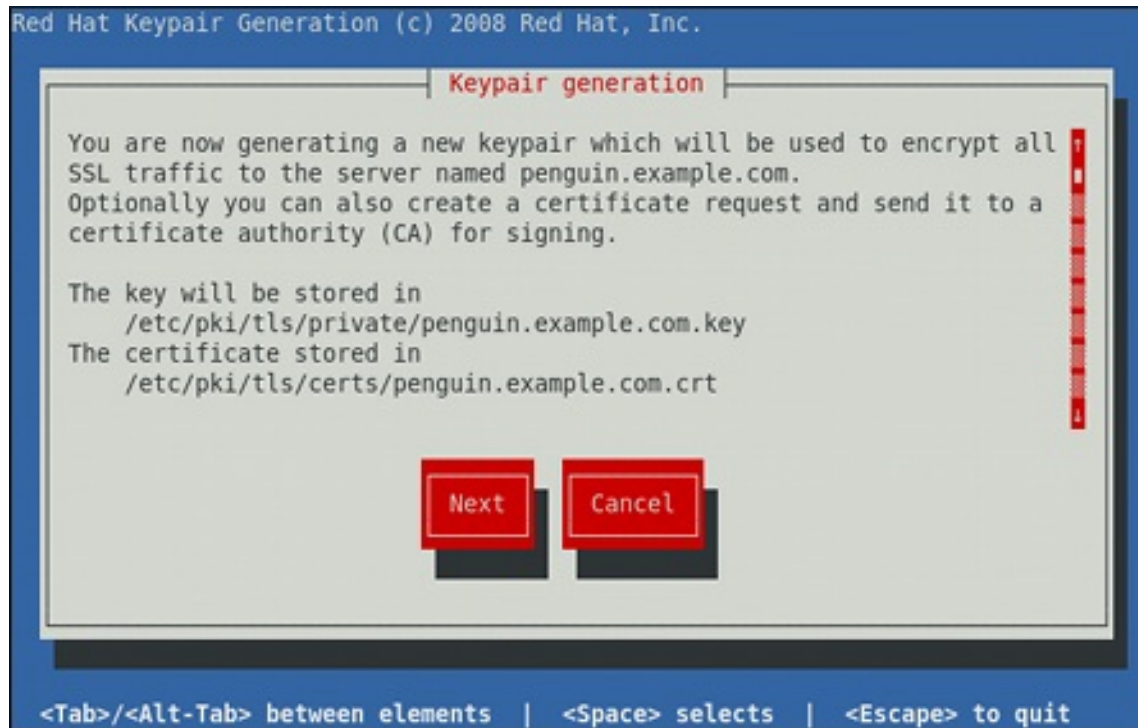 Red Hat Keypair Generation (c) 2008 Red Hat, Inc.
Keypair generation
You are now generating a new keypair which will be used to encrypt all
SSL traffic to the server named penguin.example.com.
Optionally you can also create a certificate request and send it to a
certificate authority (CA) for signing.
The key will be stored in
/etc/pki/tls/private/penguin.example.com.key
The certificate stored in
/etc/pki/tls/certs/penguin.example.com.crt
Next Cancel
<Tab>/<Alt-Tab> between elements | <Space> selects | <Escape> to quit